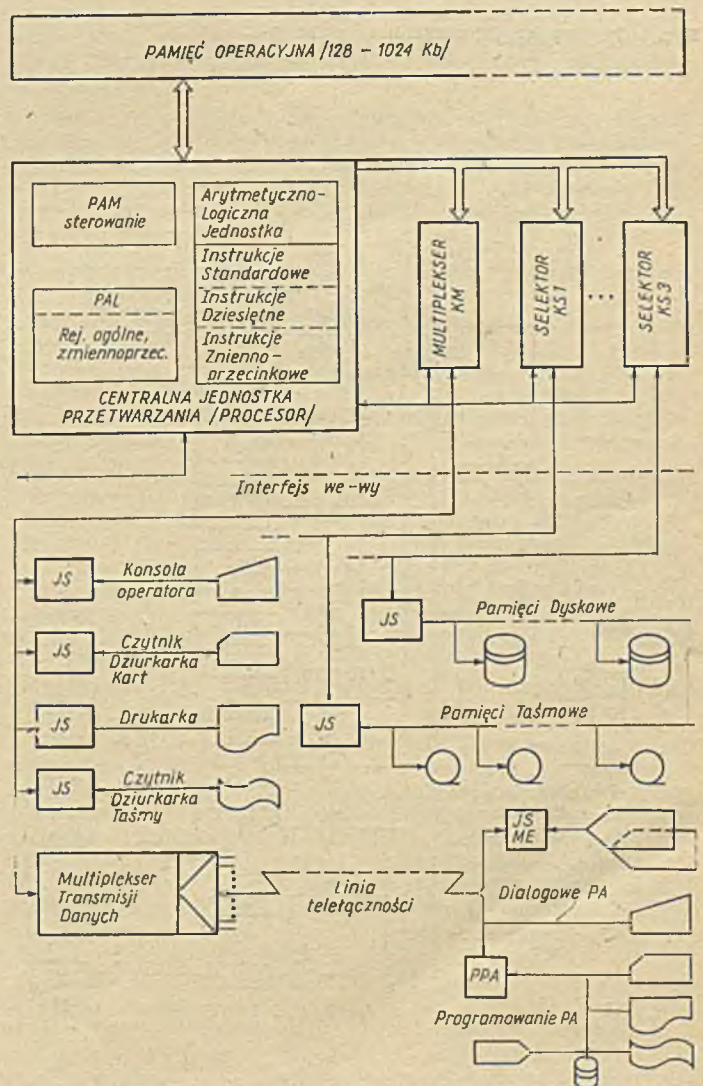 PAMIĘĆ OPERACYJNA /128 – 1024 Kb/
PAM
sterowanie
Arytmetyczno-
Logiczna
Jednostka
Instrukcje
Standardowe
Instrukcje
Dziesiętne
Instrukcje
Znienno-
przecinkowe
PAL
Rej. ogólne,
zmiennoprzec.
CENTRALNA JEDNOSTKA
PRZETWARZANIA /PROCESOR/
MULTIPLEKSER
KM
SELEKTOR
KS1
...
SELEKTOR
KS3
Interfejs we-wy
JS
Konsola
operatora
JS
Czytnik
Dziurkarka
Kart
JS
Drukarka
JS
Czytnik
Dziurkarka
Taśmy
JS
Pamięci Dyskowe
JS
Pamięci Taśmowe
Multiplekser
Transmisji
Danych
Linia
telełączności
JS
ME
Dialogowe PA
PPA
Programowanie PA